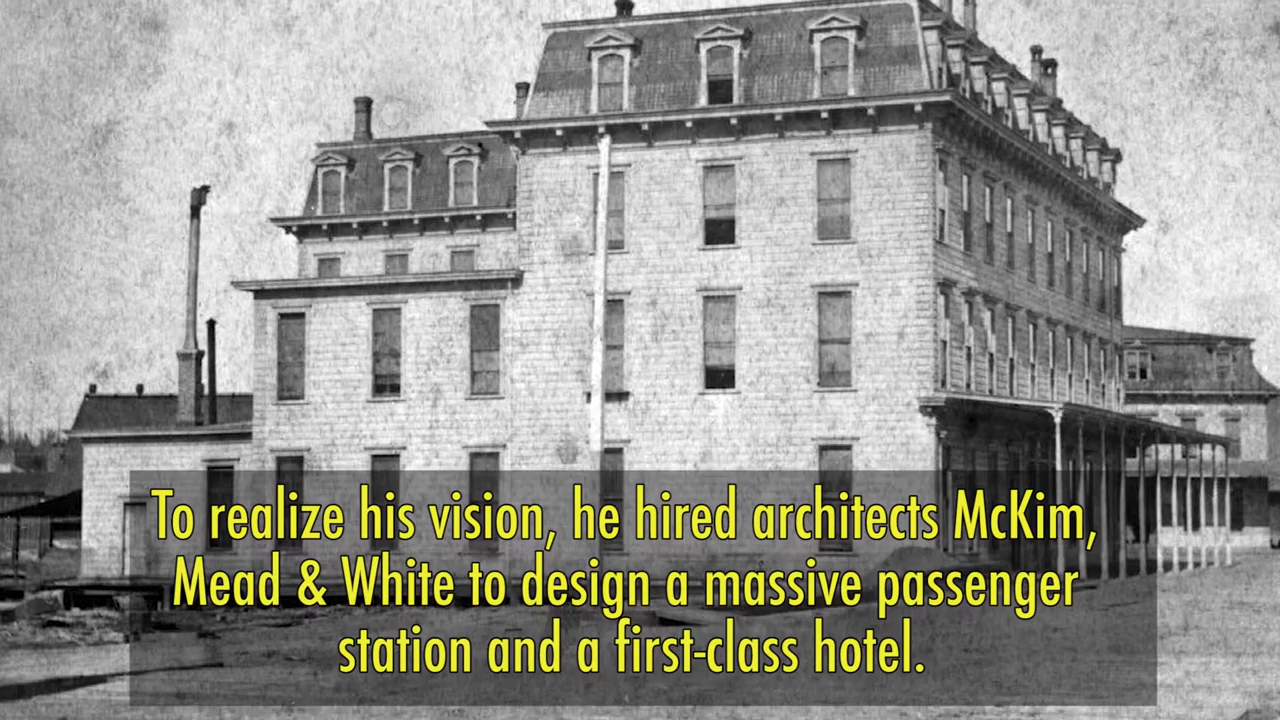 To realize his vision, he hired architects McKim,
Mead & White to design a massive passenger
station and a first-class hotel.